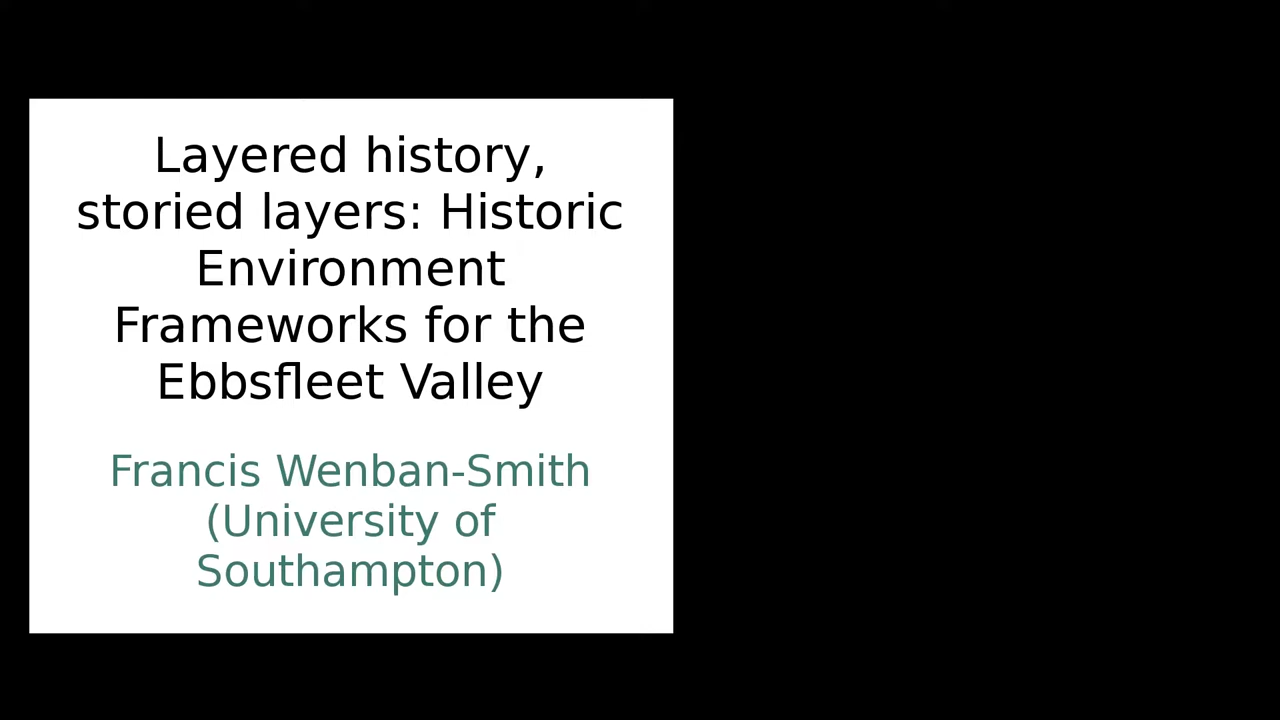 Layered history,
storied layers: Historic
Environment
Frameworks for the
Ebbsfleet Valley
Francis Wenban-Smith
(University of
Southampton)